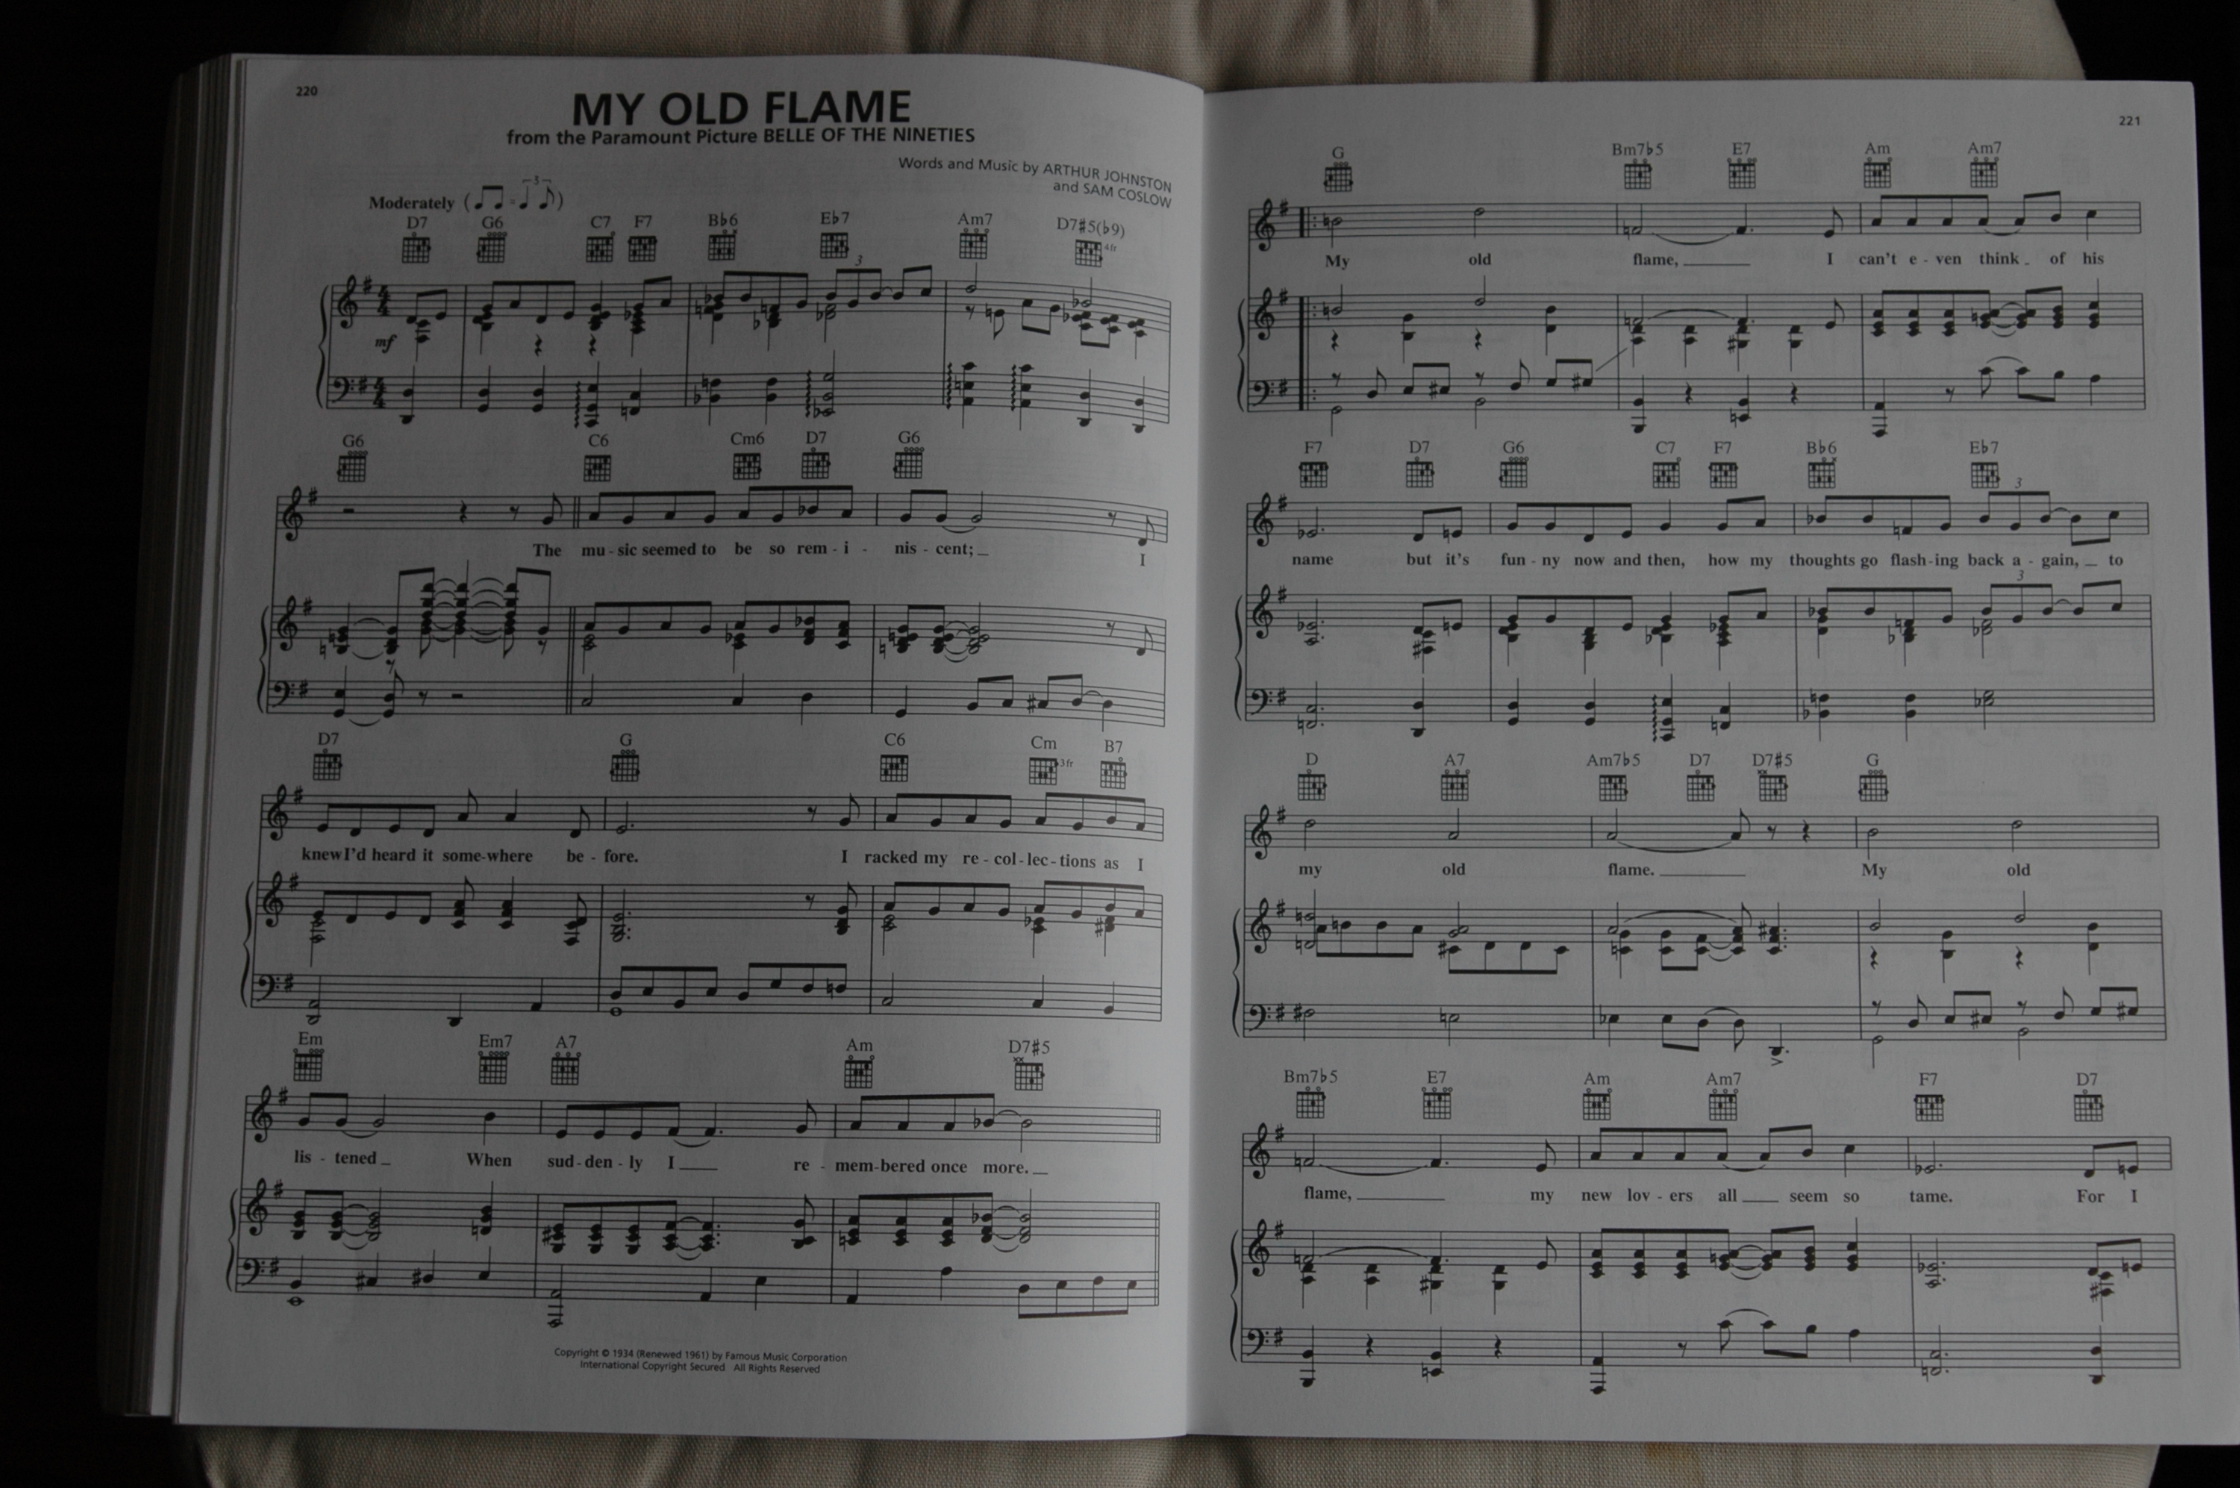 220
MY OLD FLAME
from the Paramount Picture BELLE OF THE NINETIES
Words and Music by ARTHUR JOHNSTON
and SAM COSLOW
Moderately
3
D7 G6 C7 F7 B♭6 E♭7 Am7 D7♯5(♭9)
4fr
3
mf
G6 C6 Cm6 D7 G6
The mu - sic seemed to be so rem - i - nis - cent; I
D7 G C6 Cm B7
3fr
knew I'd heard it some - where be - fore. I racked my re - col - lec - tions as I
Em Em7 A7 Am D7♯5
lis - tened When sud - den - ly I re - mem - bered once more.
Copyright © 1934 (Renewed 1961) by Famous Music Corporation
International Copyright Secured All Rights Reserved
221
G Bm7♭5 E7 Am Am7
My old flame, I can't e - ven think of his
F7 D7 G6 C7 F7 B♭6 E♭7
3
name but it's fun - ny now and then, how my thoughts go flash - ing back a - gain, to
3
D A7 Am7♭5 D7 D7♯5 G
my old flame. My old
Bm7♭5 E7 Am Am7 F7 D7
flame, my new lov - ers all seem so tame. For I